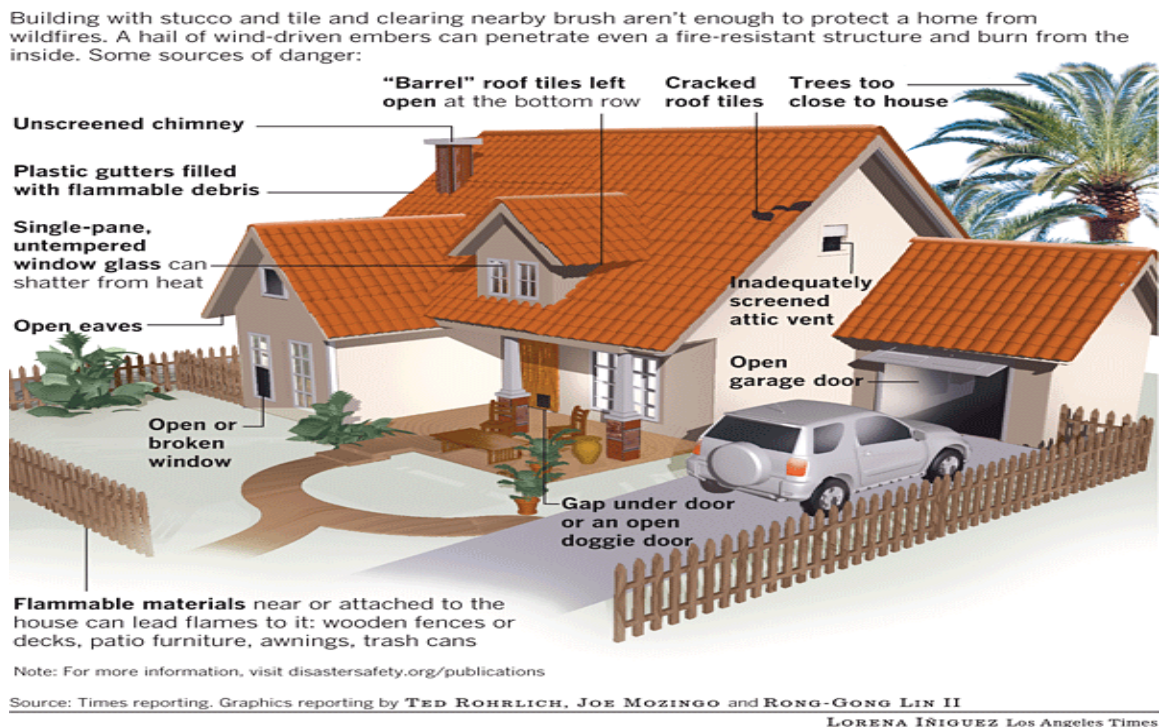 Building with stucco and tile and clearing nearby brush aren't enough to protect a home from
wildfires. A hail of wind-driven embers can penetrate even a fire-resistant structure and burn from the
inside. Some sources of danger:
"Barrel" roof tiles left
open at the bottom row
Cracked
roof tiles
Trees too
close to house
Unscreened chimney
Plastic gutters filled
with flammable debris
Single-pane,
untempered
window glass can
shatter from heat
Inadequately
screened
attic vent
Open eaves
Open
garage door
Open or
broken
window
Gap under door
or an open
doggie door
Flammable materials near or attached to the
house can lead flames to it: wooden fences or
decks, patio furniture, awnings, trash cans
Note: For more information, visit disastersafety.org/publications
Source: Times reporting. Graphics reporting by TED ROHRLICH, JOE MOZINGO and RONG-GONG LIN II
LORENA IÑIGUEZ Los Angeles Times